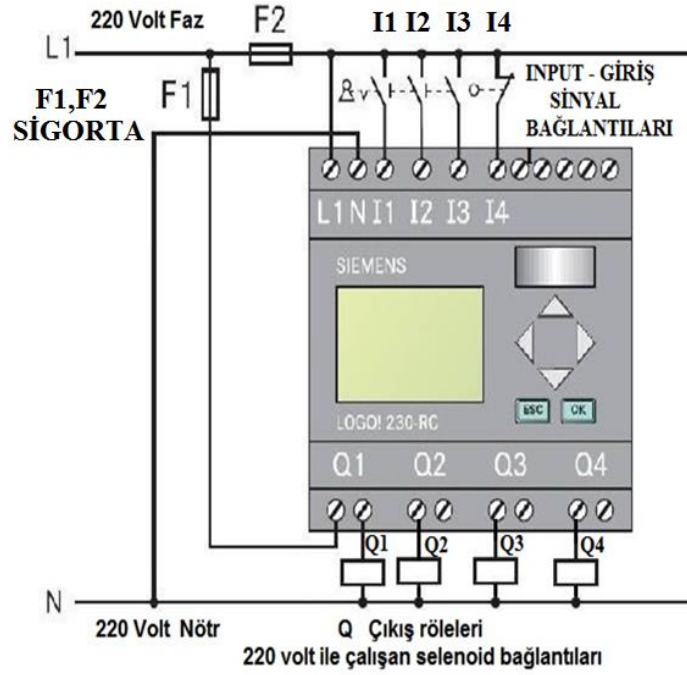 220 Volt Faz
F2
I1 I2 I3 I4
L1
F1
F1,F2
SİGORTA
INPUT - GİRİŞ
SİNYAL
BAĞLANTILARI
L1 N I1 I2 I3 I4
SIEMENS
ESC OK
LOGO! 230-RC
Q1 Q2 Q3 Q4
Q1 Q2 Q3 Q4
N
220 Volt Nötr
Q Çıkış röleleri
220 volt ile çalışan selenoid bağlantıları